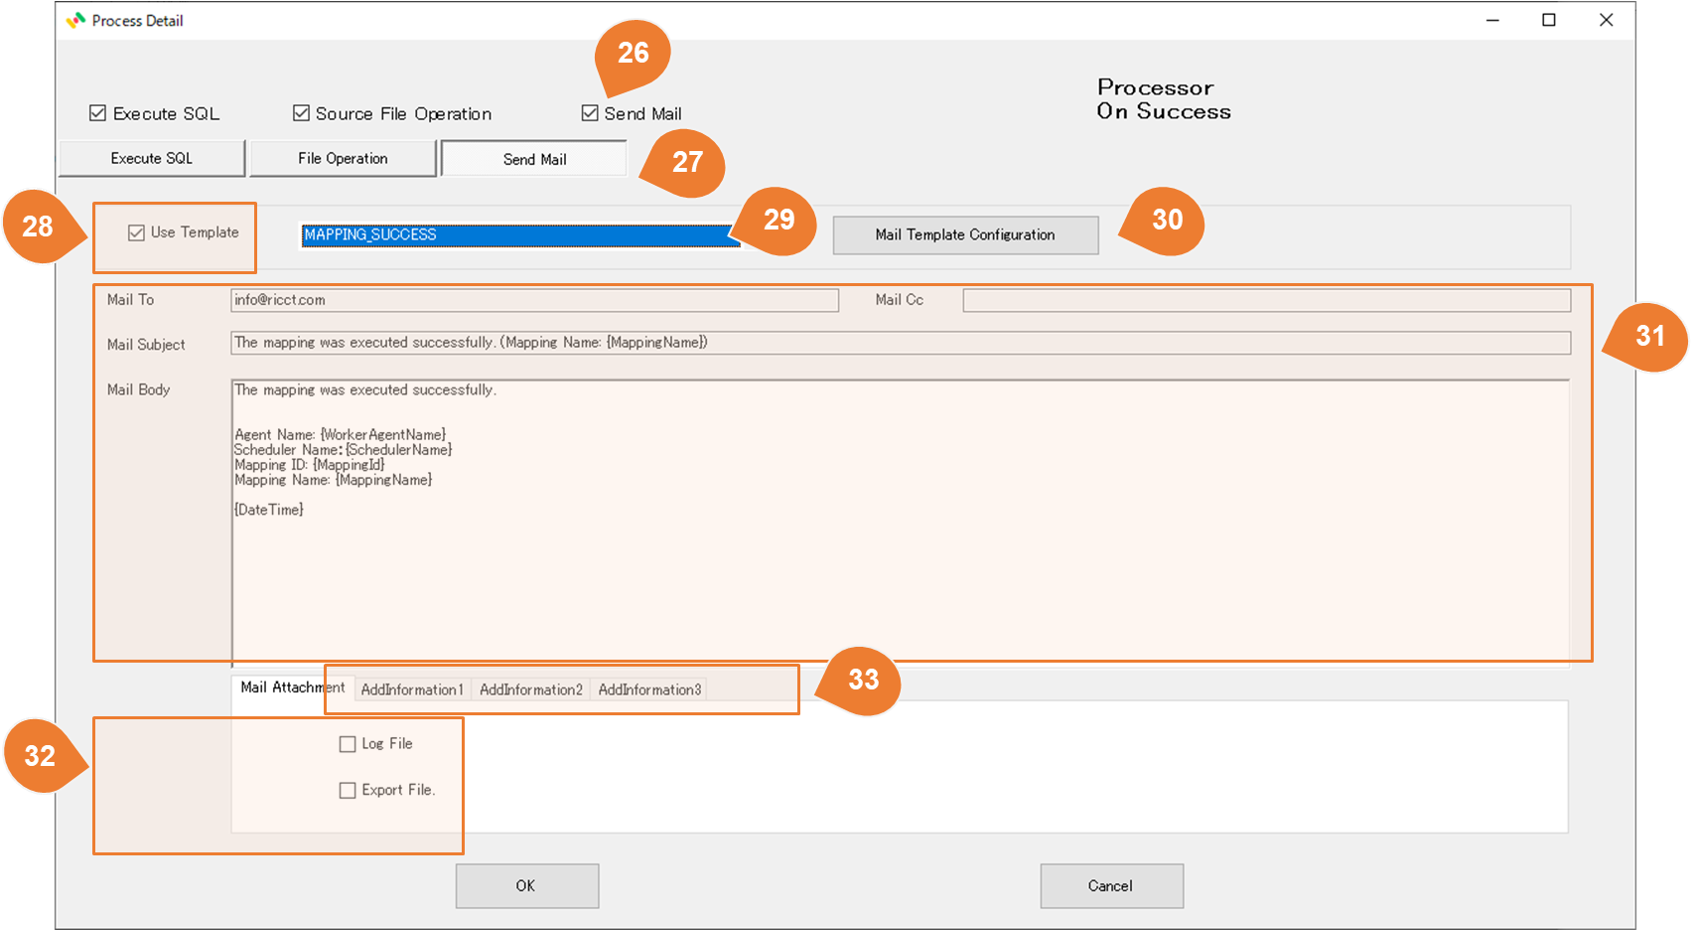 Process Detail
26
Processor
On Success
Execute SQL
Source File Operation
Send Mail
Execute SQL
File Operation
Send Mail
27
28
Use Template
MAPPING_SUCCESS
29
Mail Template Configuration
30
Mail To
info@ricct.com
Mail Cc
31
Mail Subject
The mapping was executed successfully. (Mapping Name: {MappingName})
Mail Body
The mapping was executed successfully.
Agent Name: {WorkerAgentName}
Scheduler Name: {SchedulerName}
Mapping ID: {MappingId}
Mapping Name: {MappingName}
{DateTime}
Mail Attachment
AddInformation1
AddInformation2
AddInformation3
33
32
Log File
Export File.
OK
Cancel